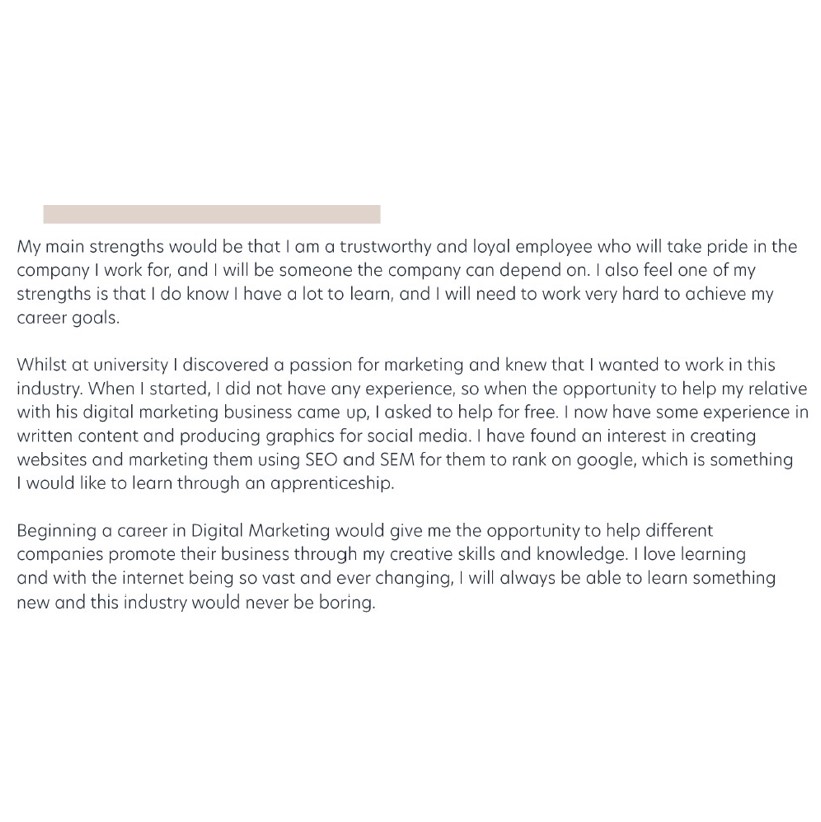 My main strengths would be that I am a trustworthy and loyal employee who will take pride in the
company I work for, and I will be someone the company can depend on. I also feel one of my
strengths is that I do know I have a lot to learn, and I will need to work very hard to achieve my
career goals.
Whilst at university I discovered a passion for marketing and knew that I wanted to work in this
industry. When I started, I did not have any experience, so when the opportunity to help my relative
with his digital marketing business came up, I asked to help for free. I now have some experience in
written content and producing graphics for social media. I have found an interest in creating
websites and marketing them using SEO and SEM for them to rank on google, which is something
I would like to learn through an apprenticeship.
Beginning a career in Digital Marketing would give me the opportunity to help different
companies promote their business through my creative skills and knowledge. I love learning
and with the internet being so vast and ever changing, I will always be able to learn something
new and this industry would never be boring.